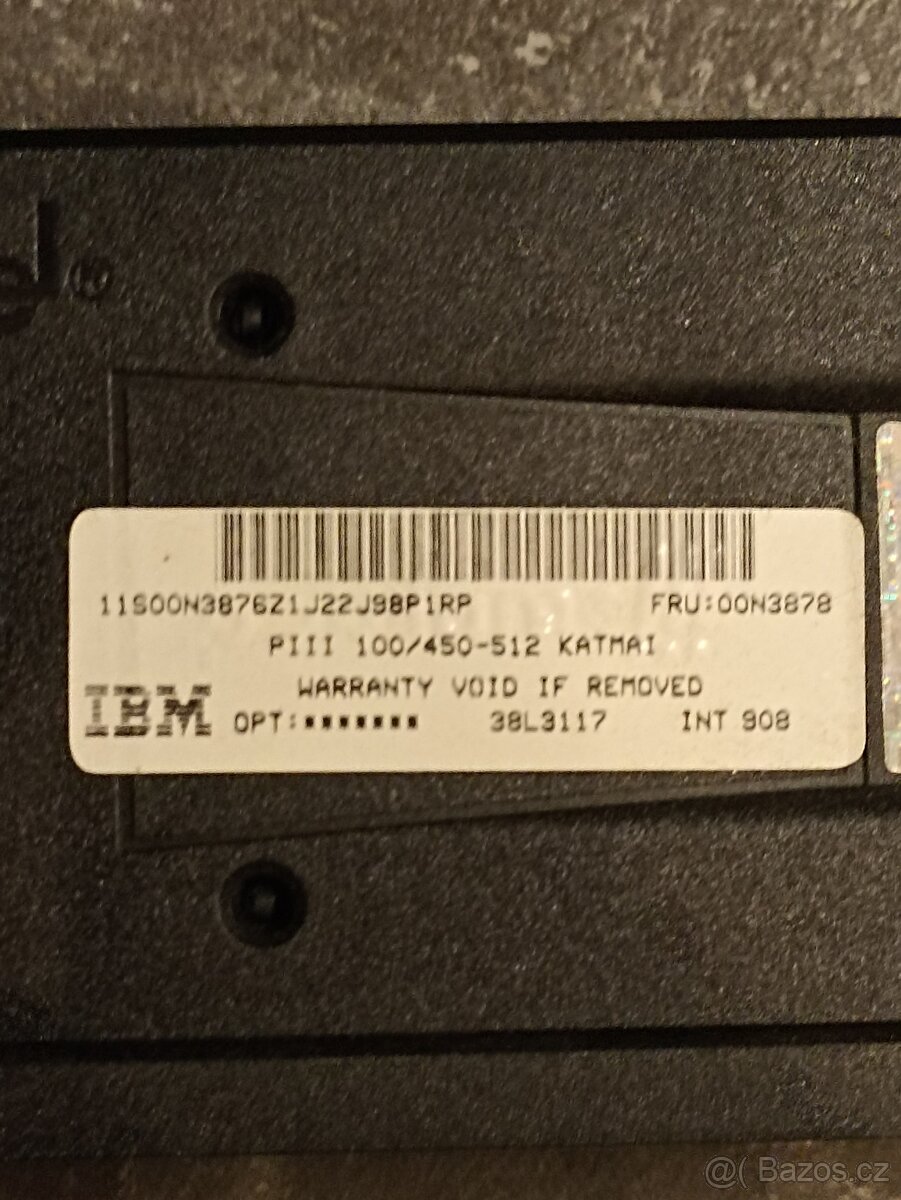 ®
11S00N3876Z1J22J98P1RP FRU:00N3878
PIII 100/450-512 KATMAI
WARRANTY VOID IF REMOVED
IBM OPT:▪▪▪▪▪▪▪ 38L3117 INT 908
@( Bazos.cz